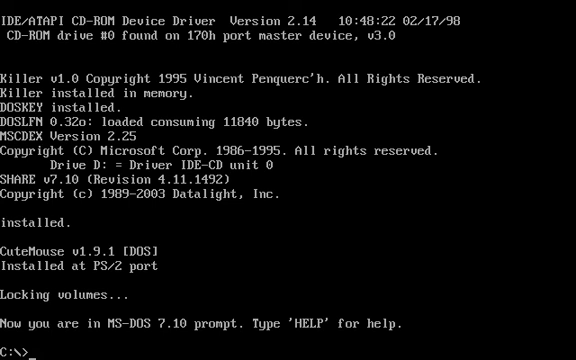 IDE/ATAPI CD-ROM Device Driver  Version 2.14   10:48:22 02/17/98
 CD-ROM drive #0 found on 170h port master device, v3.0
Killer v1.0 Copyright 1995 Vincent Penquerc'h. All Rights Reserved.
Killer installed in memory.
DOSKEY installed.
DOSLFN 0.32o: loaded consuming 11840 bytes.
MSCDEX Version 2.25
Copyright (C) Microsoft Corp. 1986-1995. All rights reserved.
        Drive D: = Driver IDE-CD unit 0
SHARE v7.10 (Revision 4.11.1492)
Copyright (c) 1989-2003 Datalight, Inc.
installed.
CuteMouse v1.9.1 [DOS]
Installed at PS/2 port
Locking volumes...
Now you are in MS-DOS 7.10 prompt. Type 'HELP' for help.
C:\>_